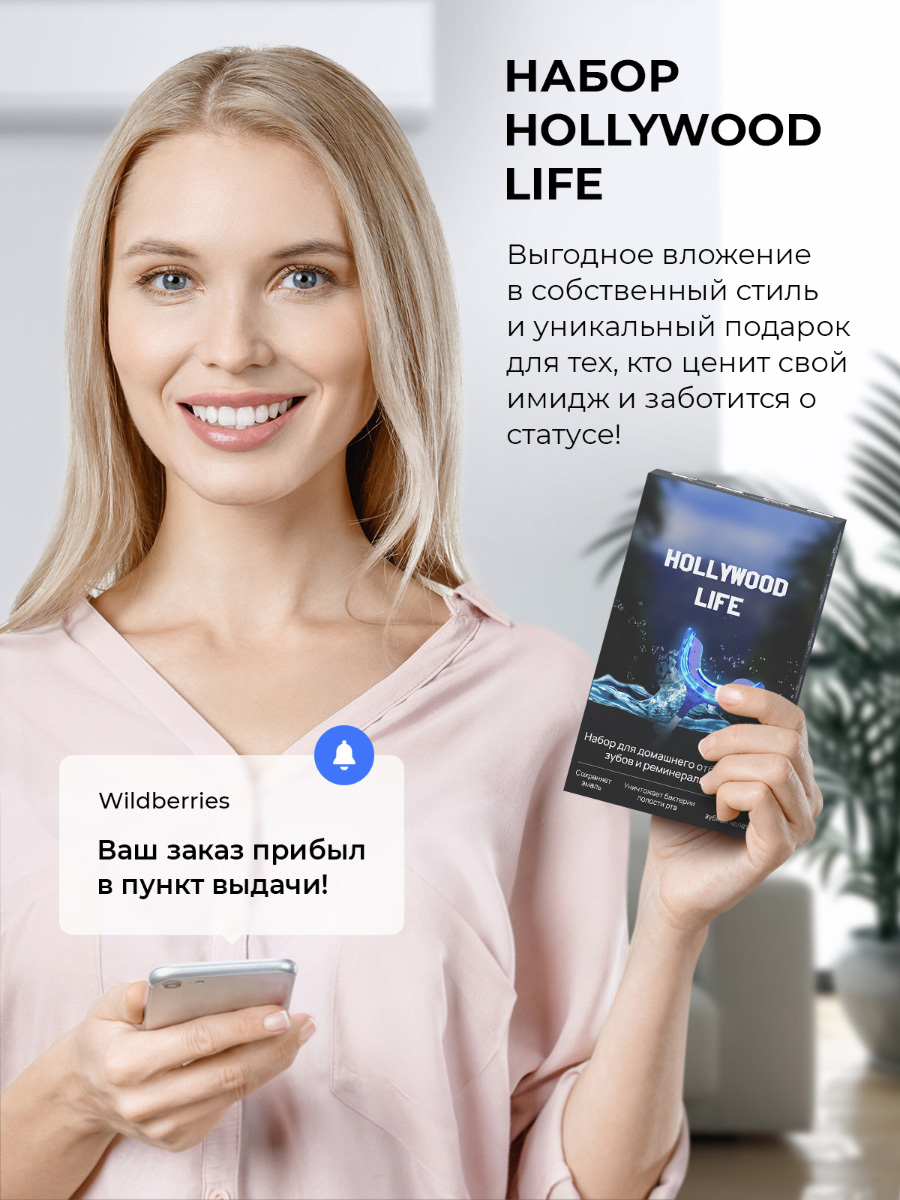 НАБОР
HOLLYWOOD
LIFE
Выгодное вложение
в собственный стиль
и уникальный подарок
для тех, кто ценит свой
имидж и заботится о
статусе!
HOLLYWOOD
LIFE
Набор для домашнего
зубов и
Сохраняет
эмаль
Уничтожает бактерии
полости рта
Wildberries
Ваш заказ прибыл
в пункт выдачи!